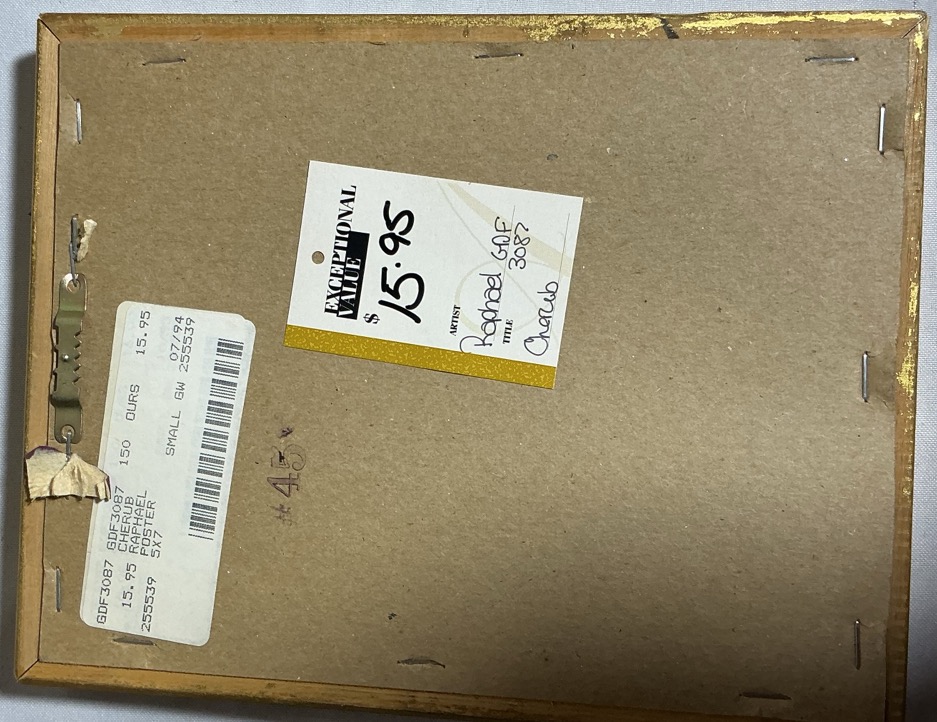 GDF3087 GDF3087 150 OURS 15.95
CHERUB
15.95 RAPHAEL SMALL GW 07/94
POSTER 255539
255539 5X7
EXCEPTIONAL
VALUE
$ 15.95
ARTIST
Raphael GDF
3087
TITLE
Cherub
# 45